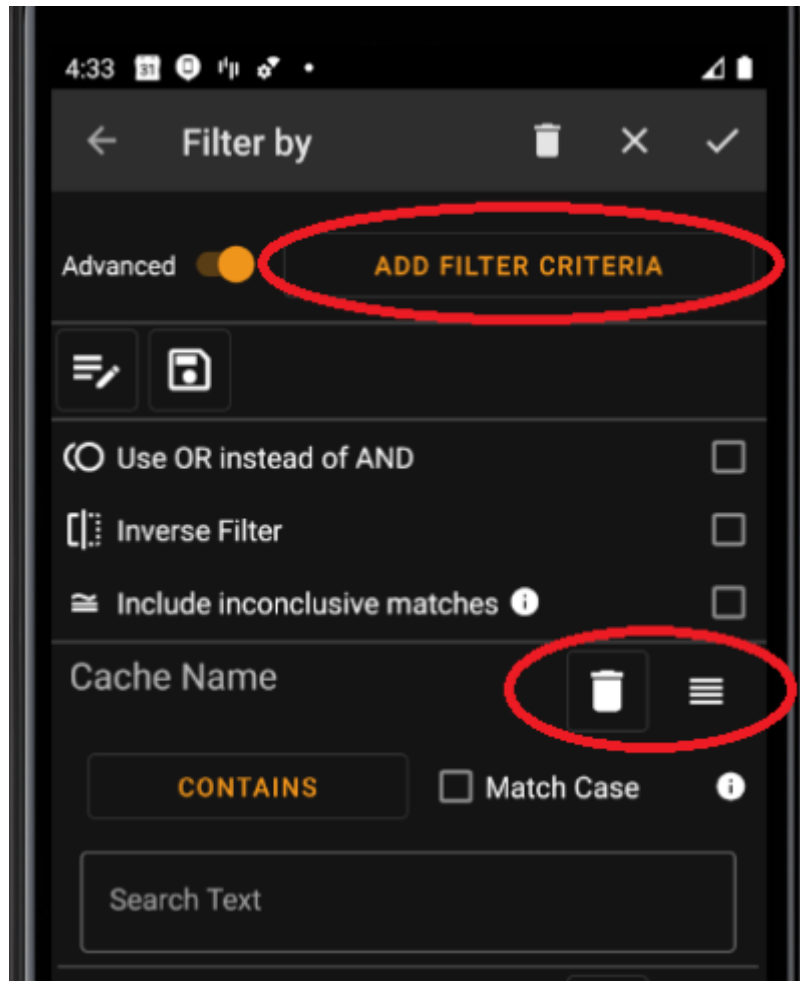 4:33 31
Filter by
Advanced ADD FILTER CRITERIA
Use OR instead of AND
Inverse Filter
Include inconclusive matches i
Cache Name
CONTAINS Match Case i
Search Text